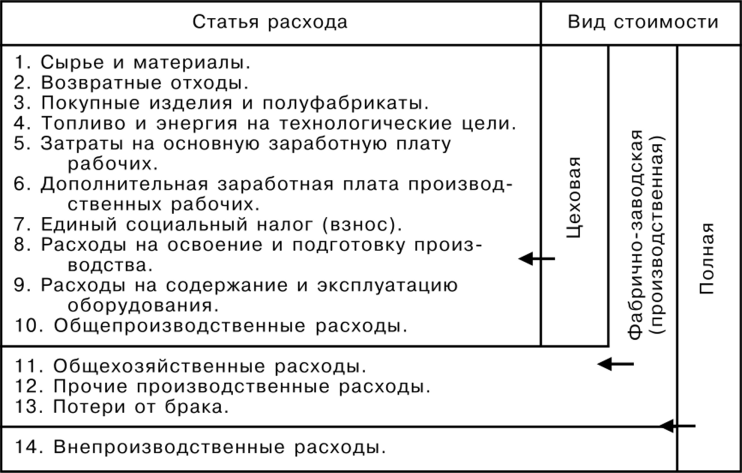 Статья расхода
Вид стоимости
1. Сырье и материалы.
2. Возвратные отходы.
3. Покупные изделия и полуфабрикаты.
4. Топливо и энергия на технологические цели.
5. Затраты на основную заработную плату
рабочих.
6. Дополнительная заработная плата производ-
ственных рабочих.
7. Единый социальный налог (взнос).
8. Расходы на освоение и подготовку произ-
водства.
9. Расходы на содержание и эксплуатацию
оборудования.
10. Общепроизводственные расходы.
11. Общехозяйственные расходы.
12. Прочие производственные расходы.
13. Потери от брака.
14. Внепроизводственные расходы.
Цеховая
Фабрично-заводская
(производственная)
Полная